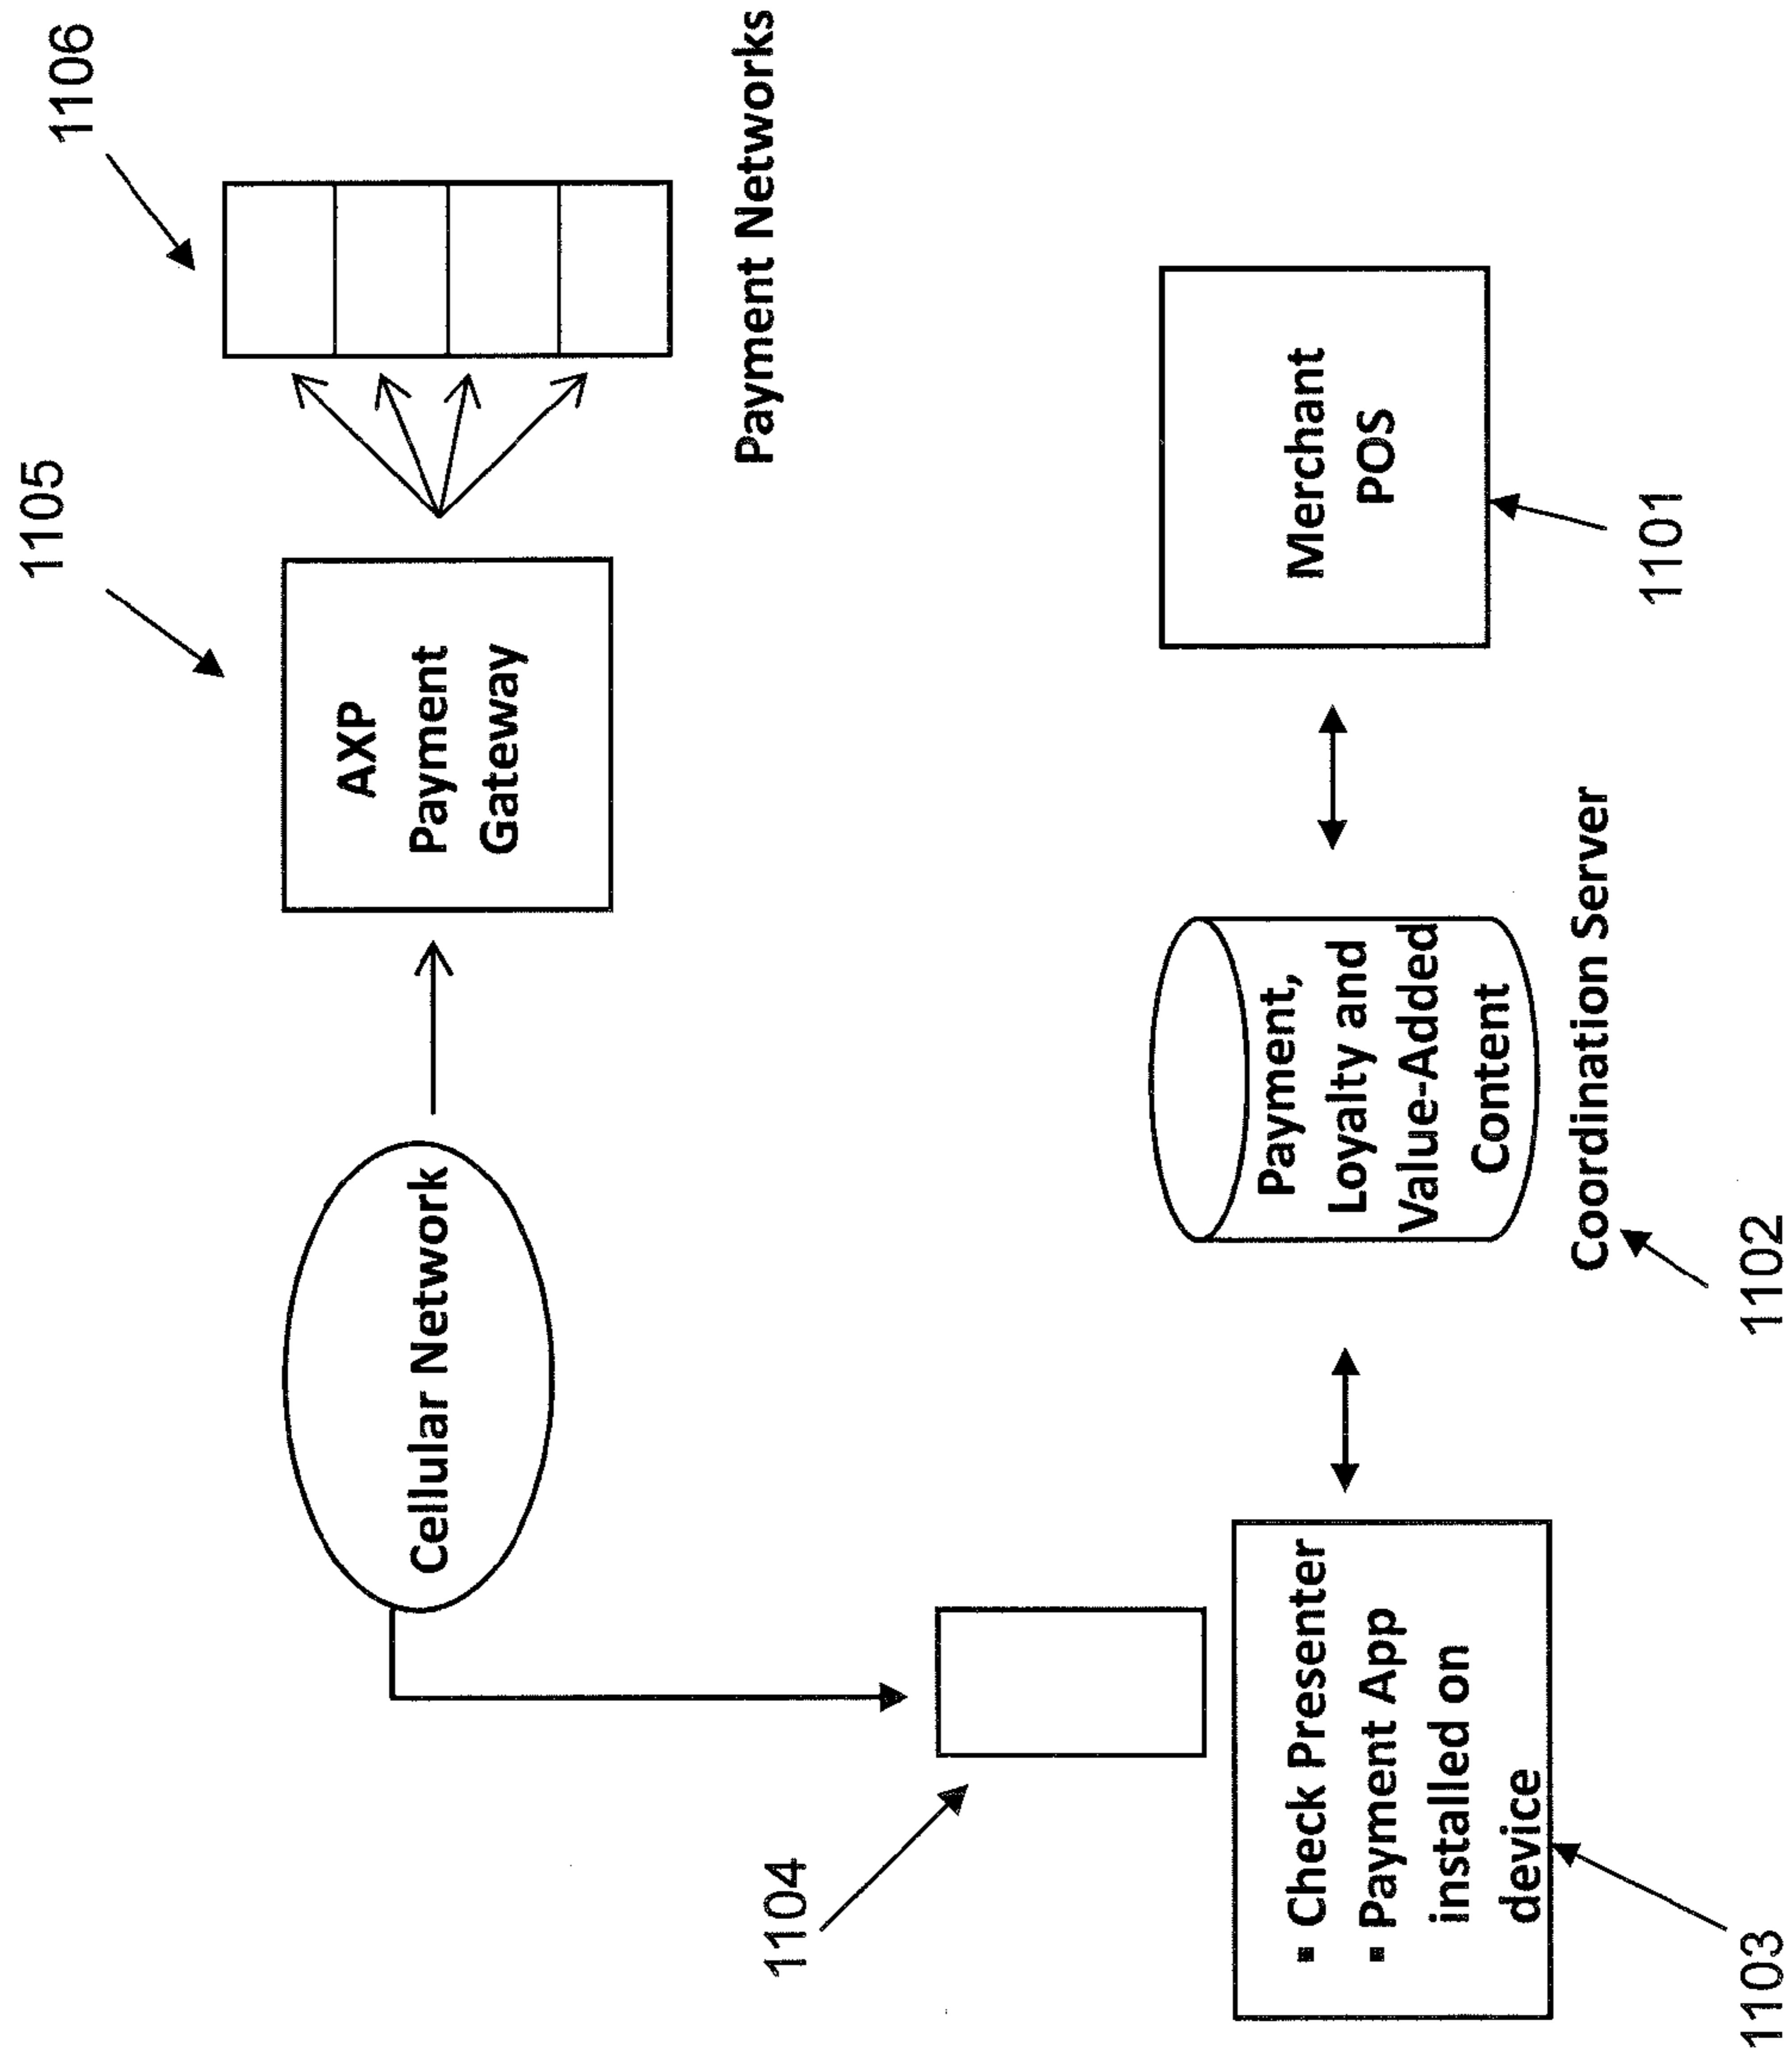 1105
1106
Cellular Network
AXP
Payment
Gateway
Payment Networks
1104
▪ Check Presenter
▪ Payment App
installed on
device
Payment,
Loyalty and
Value-Added
Content
Merchant
POS
Coordination Server
1103
1102
1101